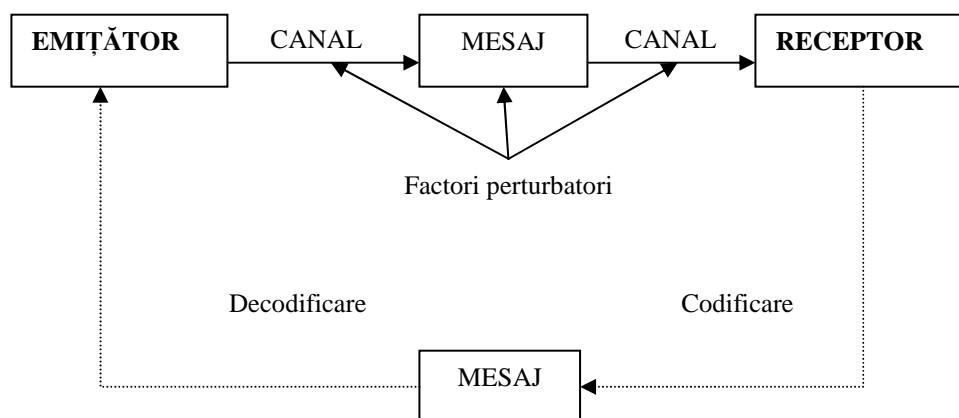 EMIȚĂTOR CANAL MESAJ CANAL RECEPTOR
Factori perturbatori
Decodificare Codificare
MESAJ